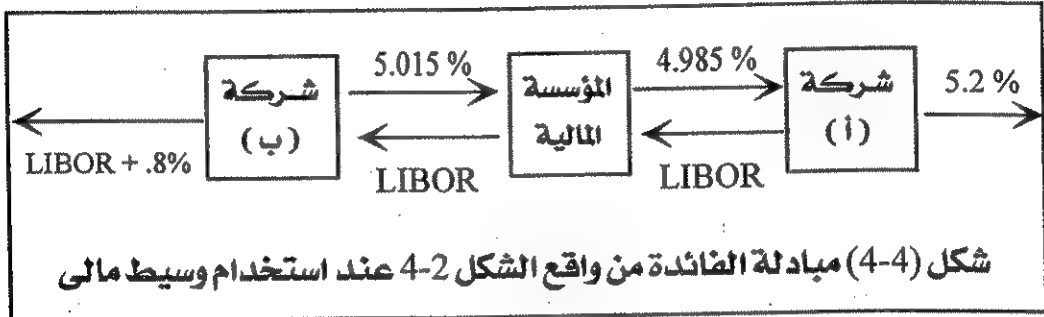 5.015 %
4.985 %
5.2 %
شركة
(ب)
المؤسسة
المالية
شركة
(أ)
LIBOR + .8%
LIBOR
LIBOR
شكل (4-4) مبادلة الفائدة من واقع الشكل 2-4 عند استخدام وسيط مالى